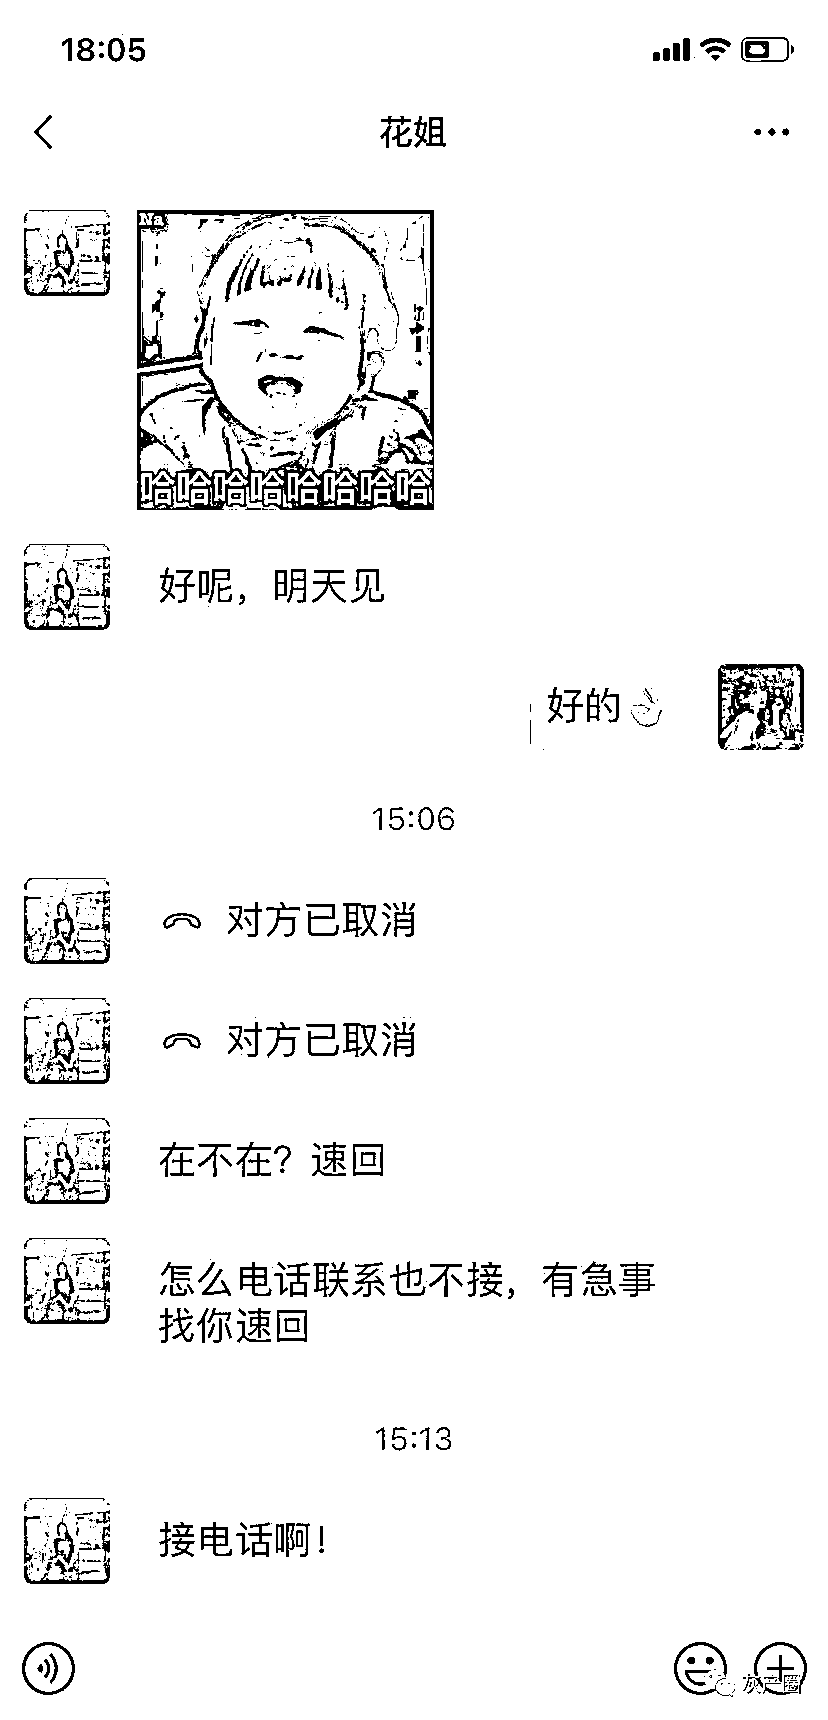 18:05
花姐
Na
哈哈哈哈哈哈哈哈
好呢，明天见
好的👌
15:06
对方已取消
对方已取消
在不在？速回
怎么电话联系也不接，有急事
找你速回
15:13
接电话啊！
灰产圈